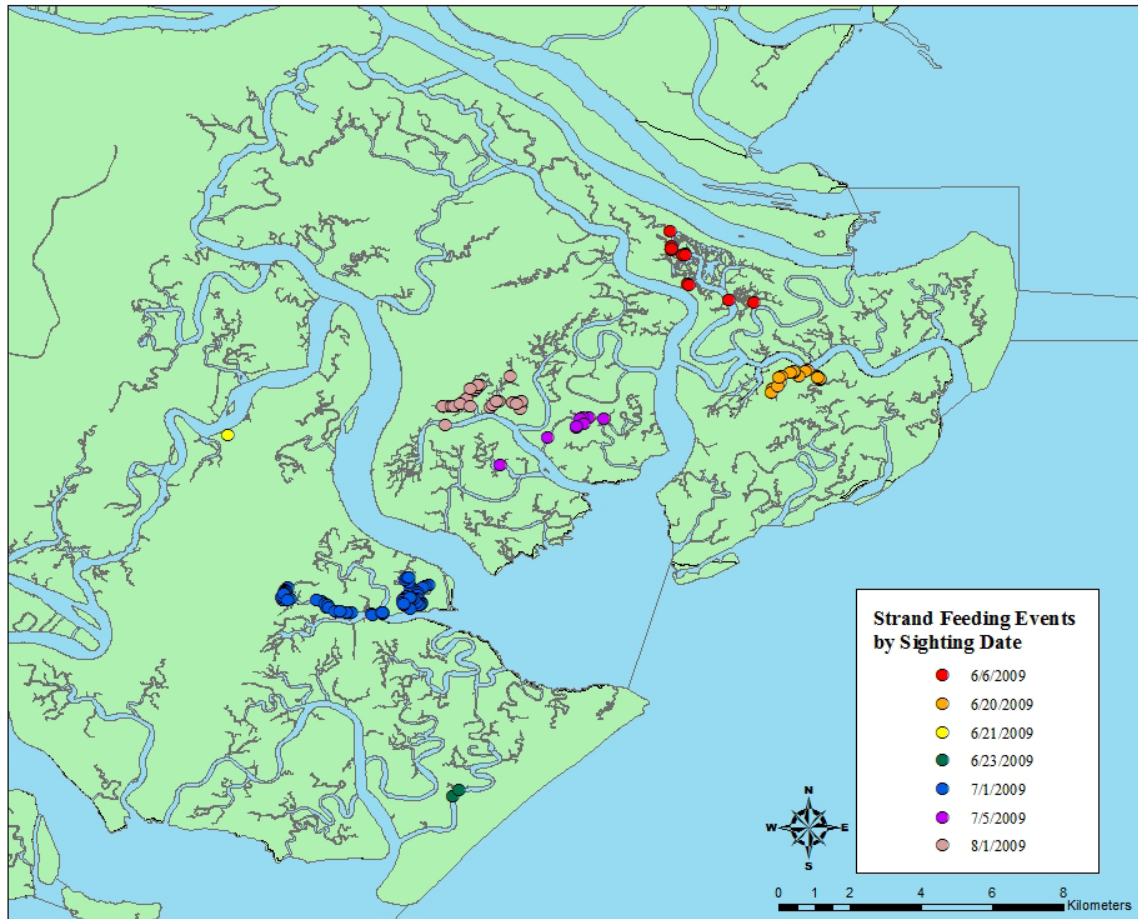 Strand Feeding Events
by Sighting Date
6/6/2009
6/20/2009
6/21/2009
6/23/2009
7/1/2009
7/5/2009
8/1/2009
N
W E
S
0 1 2 4 6 8
Kilometers